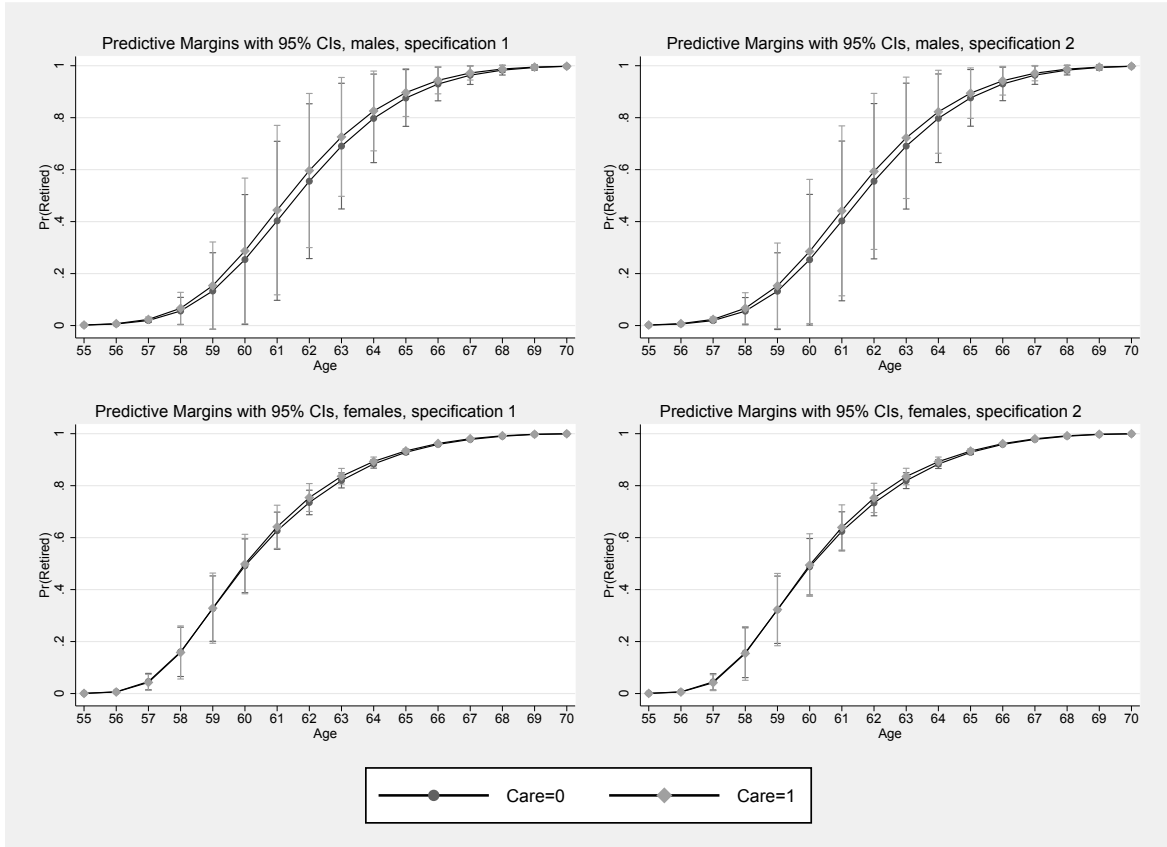 Predictive Margins with 95% CIs, males, specification 1
Pr(Retired)
1
.8
.6
.4
.2
0
55 56 57 58 59 60 61 62 63 64 65 66 67 68 69 70
Age
Predictive Margins with 95% CIs, males, specification 2
Pr(Retired)
1
.8
.6
.4
.2
0
55 56 57 58 59 60 61 62 63 64 65 66 67 68 69 70
Age
Predictive Margins with 95% CIs, females, specification 1
Pr(Retired)
1
.8
.6
.4
.2
0
55 56 57 58 59 60 61 62 63 64 65 66 67 68 69 70
Age
Predictive Margins with 95% CIs, females, specification 2
Pr(Retired)
1
.8
.6
.4
.2
0
55 56 57 58 59 60 61 62 63 64 65 66 67 68 69 70
Age
Care=0 Care=1